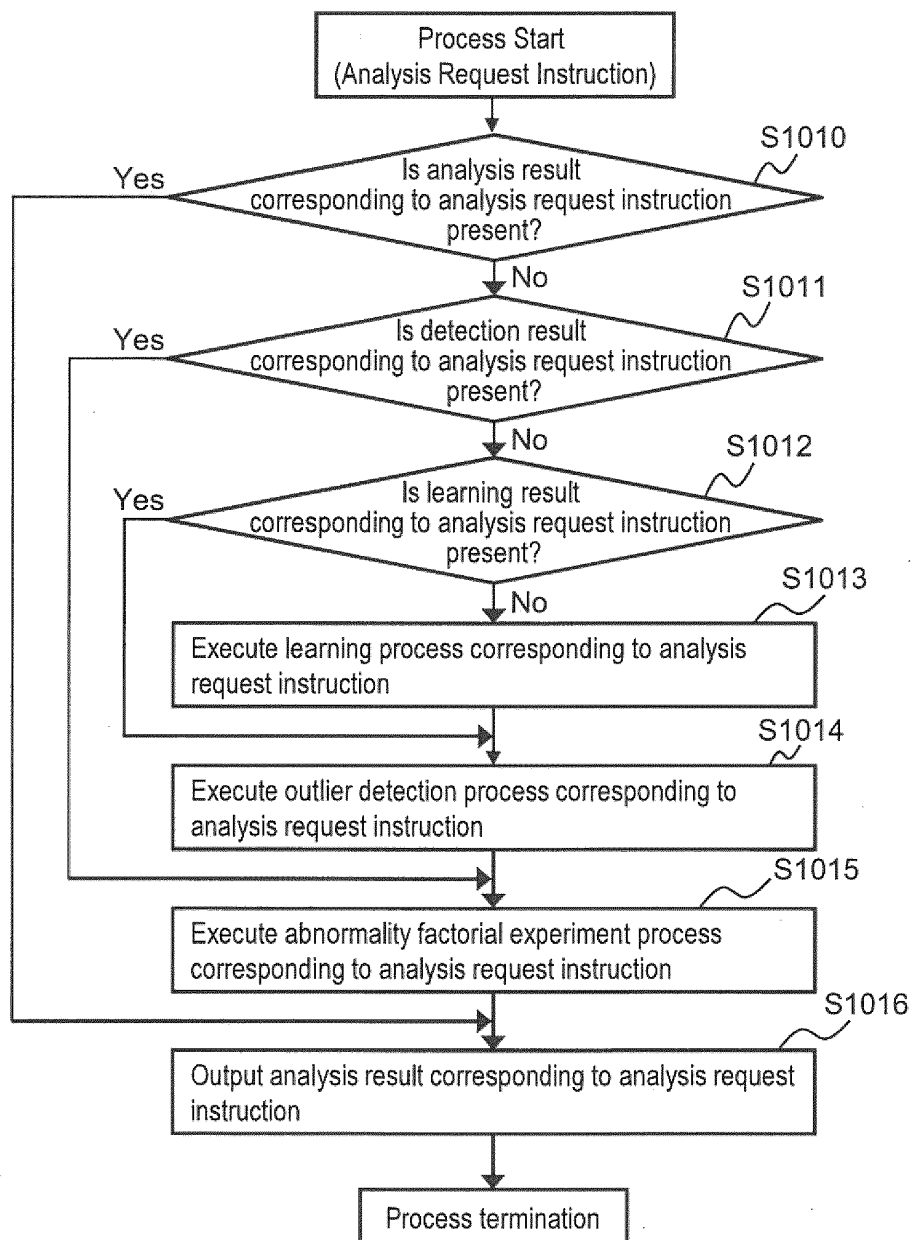 Process Start
(Analysis Request Instruction)
S1010
Yes
Is analysis result
corresponding to analysis request instruction
present?
No
S1011
Yes
Is detection result
corresponding to analysis request instruction
present?
No
S1012
Yes
Is learning result
corresponding to analysis request instruction
present?
No
S1013
Execute learning process corresponding to analysis
request instruction
S1014
Execute outlier detection process corresponding to
analysis request instruction
S1015
Execute abnormality factorial experiment process
corresponding to analysis request instruction
S1016
Output analysis result corresponding to analysis request
instruction
Process termination